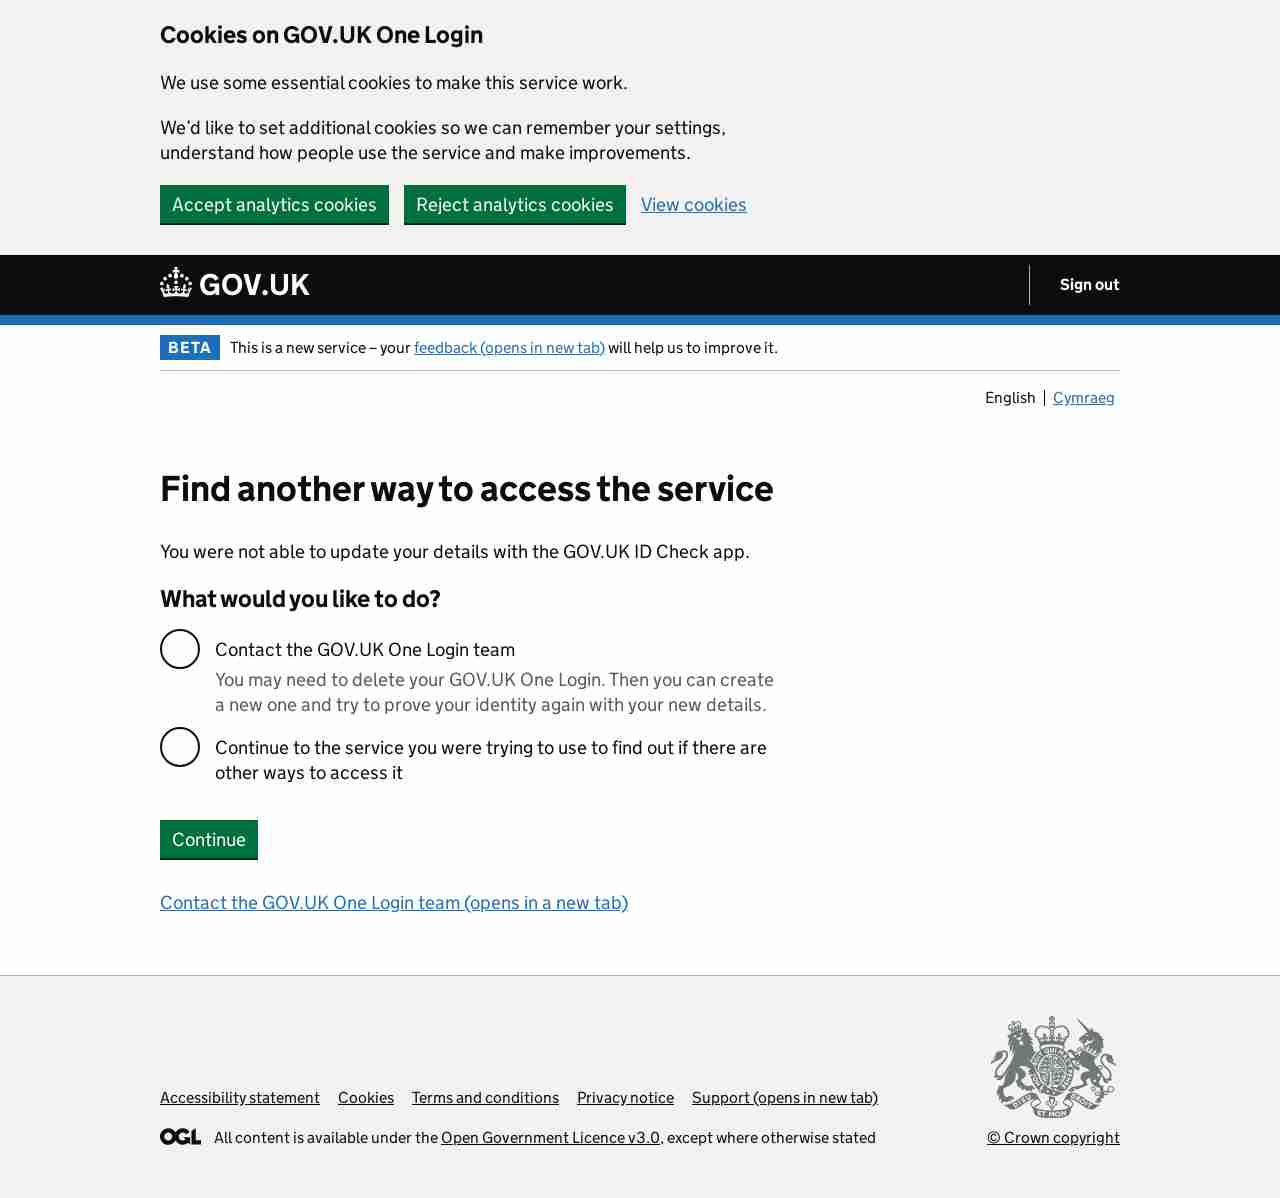 Cookies on GOV.UK One Login
We use some essential cookies to make this service work.
We’d like to set additional cookies so we can remember your settings,
understand how people use the service and make improvements.
Accept analytics cookies Reject analytics cookies View cookies
GOV.UK Sign out
BETA This is a new service – your feedback (opens in new tab) will help us to improve it.
English Cymraeg
Find another way to access the service
You were not able to update your details with the GOV.UK ID Check app.
What would you like to do?
Contact the GOV.UK One Login team
You may need to delete your GOV.UK One Login. Then you can create
a new one and try to prove your identity again with your new details.
Continue to the service you were trying to use to find out if there are
other ways to access it
Continue
Contact the GOV.UK One Login team (opens in a new tab)
Accessibility statement Cookies Terms and conditions Privacy notice Support (opens in new tab)
OGL All content is available under the Open Government Licence v3.0, except where otherwise stated
© Crown copyright